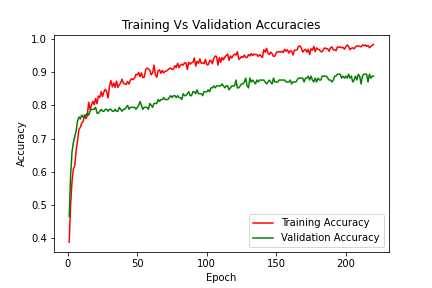 Training Vs Validation Accuracies
1.0
0.9
0.8
0.7
0.6
0.5
0.4
Accuracy
0
50
100
150
200
Epoch
Training Accuracy
Validation Accuracy